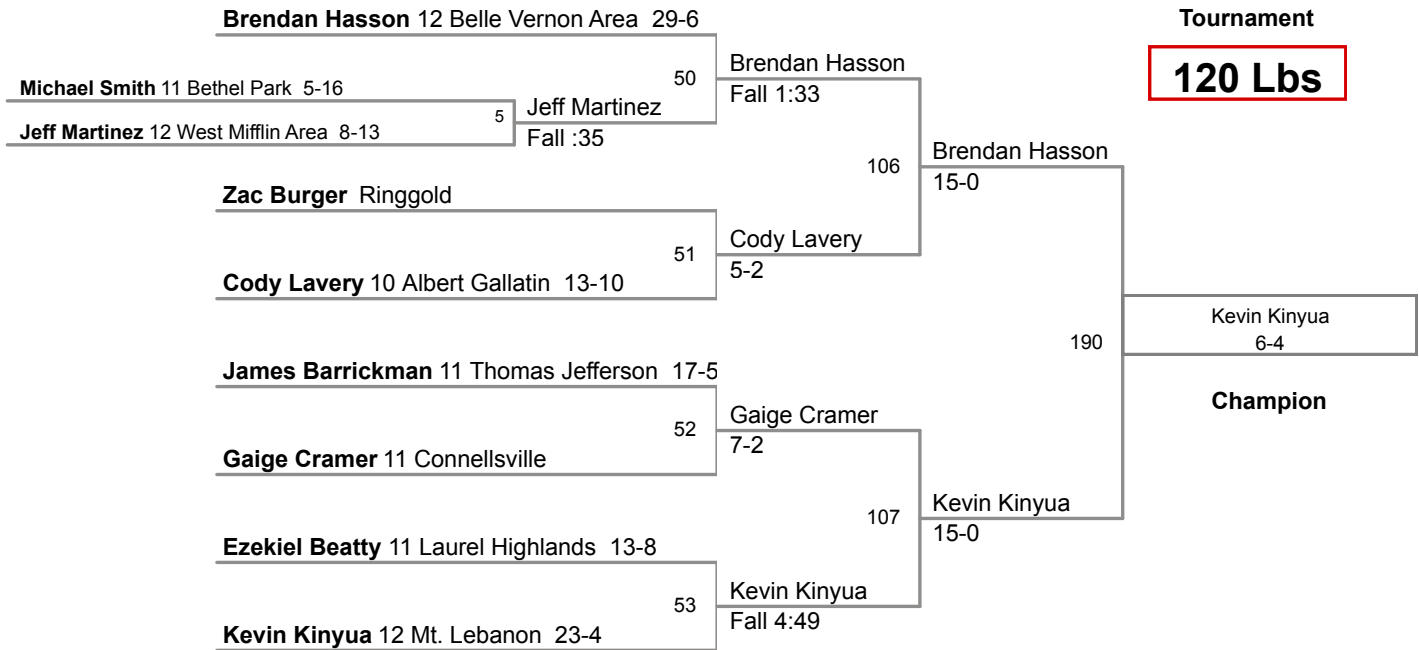 Brendan Hasson 12 Belle Vernon Area 29-6
Tournament
120 Lbs
50
Brendan Hasson
Fall 1:33
Michael Smith 11 Bethel Park 5-16
5
Jeff Martinez
Fall :35
Jeff Martinez 12 West Mifflin Area 8-13
106
Brendan Hasson
15-0
Zac Burger Ringgold
51
Cody Lavery
5-2
Cody Lavery 10 Albert Gallatin 13-10
190
Kevin Kinyua
6-4
Champion
James Barrickman 11 Thomas Jefferson 17-5
52
Gaige Cramer
7-2
Gaige Cramer 11 Connellsville
107
Kevin Kinyua
15-0
Ezekiel Beatty 11 Laurel Highlands 13-8
53
Kevin Kinyua
Fall 4:49
Kevin Kinyua 12 Mt. Lebanon 23-4